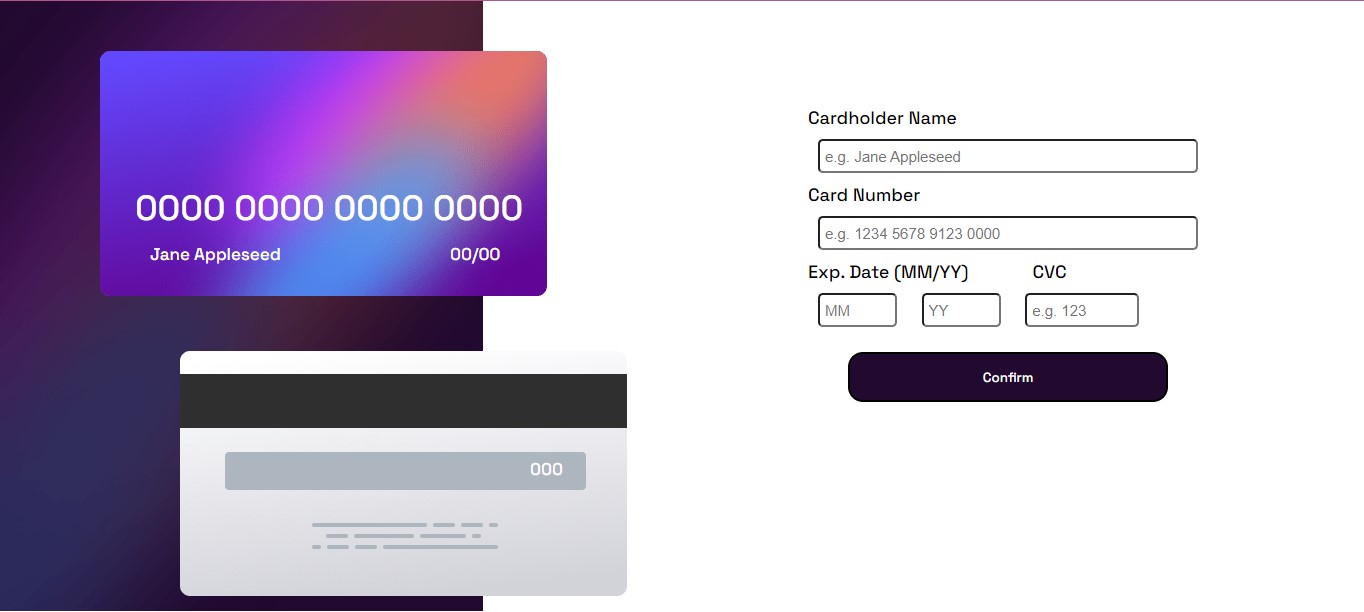 0000 0000 0000 0000
Jane Appleseed 00/00
000
Cardholder Name
e.g. Jane Appleseed
Card Number
e.g. 1234 5678 9123 0000
Exp. Date (MM/YY) CVC
MM YY e.g. 123
Confirm